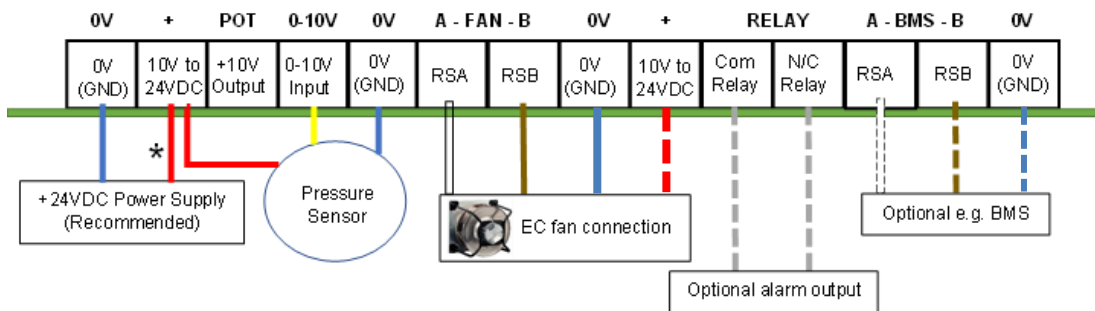 0V + POT 0-10V 0V A - FAN - B 0V + RELAY A - BMS - B 0V
0V (GND)
10V to 24VDC
+10V Output
0-10V Input
0V (GND)
RSA
RSB
0V (GND)
10V to 24VDC
Com Relay
N/C Relay
RSA
RSB
0V (GND)
*
+24VDC Power Supply
(Recommended)
Pressure
Sensor
EC fan connection
Optional e.g. BMS
Optional alarm output